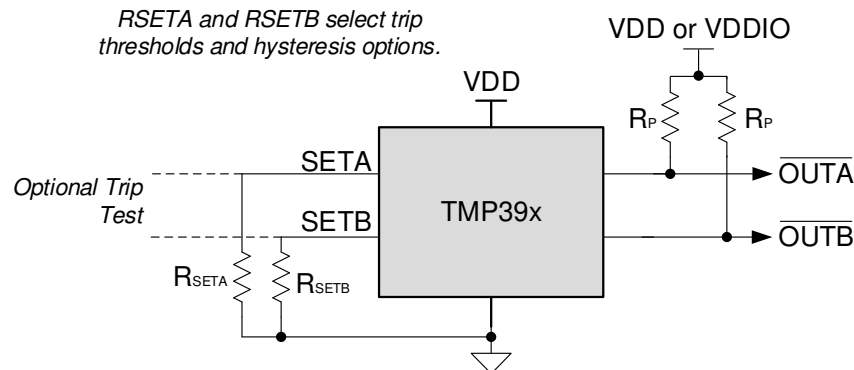 RSETA and RSETB select trip
thresholds and hysteresis options.
VDD or VDDIO
VDD
RP
RP
SETA
OUTA
Optional Trip
Test
TMP39x
SETB
OUTB
RSETA
RSETB